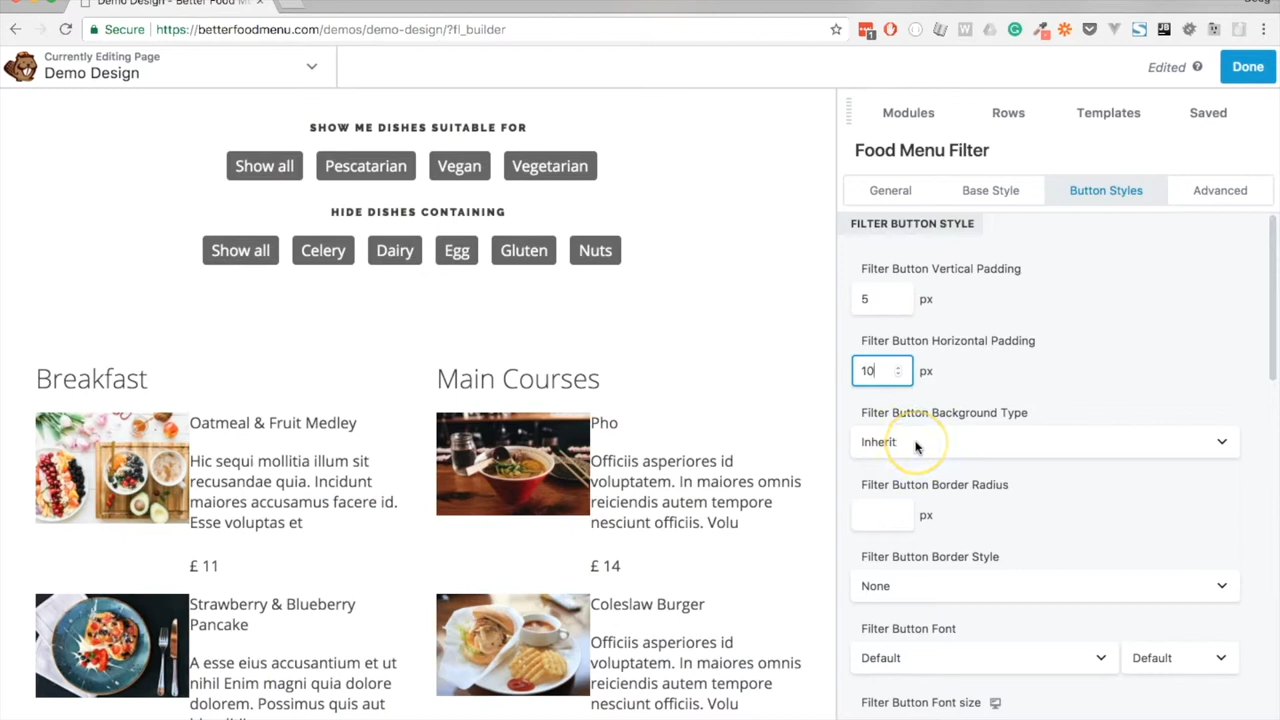 Demo Design - Better Food Me
Secure
https://betterfoodmenu.com/demos/demo-design/?fl_builder
Currently Editing Page
Demo Design
Edited
Done
SHOW ME DISHES SUITABLE FOR
Show all
Pescatarian
Vegan
Vegetarian
HIDE DISHES CONTAINING
Show all
Celery
Dairy
Egg
Gluten
Nuts
Breakfast
Oatmeal & Fruit Medley
Hic sequi mollitia illum sit
recusandae quia. Incidunt
maiores accusamus facere id.
Esse voluptas et
£ 11
Strawberry & Blueberry
Pancake
A esse eius accusantium et ut
nihil Enim magni quia dolore
dolorem. Possimus quis aut
Main Courses
Pho
Officiis asperiores id
voluptatem. In maiores omnis
reiciendis autem tempore
nesciunt officiis. Volu
£ 14
Coleslaw Burger
Officiis asperiores id
voluptatem. In maiores omnis
reiciendis autem tempore
nesciunt officiis. Volu
Modules
Rows
Templates
Saved
Food Menu Filter
General
Base Style
Button Styles
Advanced
FILTER BUTTON STYLE
Filter Button Vertical Padding
5 px
Filter Button Horizontal Padding
10 px
Filter Button Background Type
Inherit
Filter Button Border Radius
px
Filter Button Border Style
None
Filter Button Font
Default
Default
Filter Button Font size